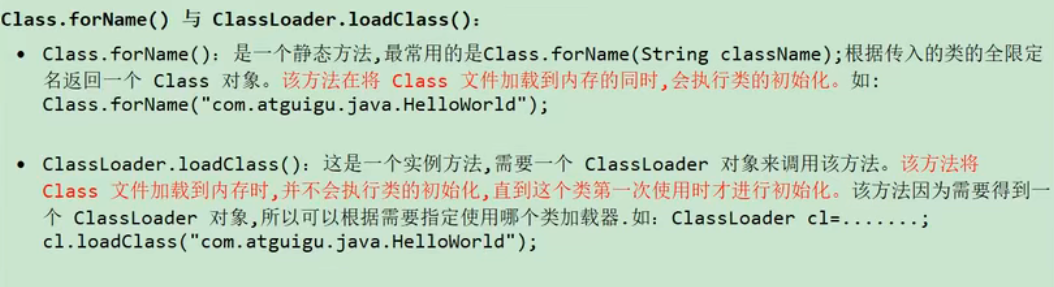 Class.forName() 与 ClassLoader.loadClass():
• Class.forName(): 是一个静态方法,最常用的是Class.forName(String className);根据传入的类的全限定
名返回一个 Class 对象。该方法在将 Class 文件加载到内存的同时,会执行类的初始化。如:
Class.forName("com.atguigu.java.HelloWorld");
• ClassLoader.loadClass(): 这是一个实例方法,需要一个 ClassLoader 对象来调用该方法。该方法将
Class 文件加载到内存时,并不会执行类的初始化,直到这个类第一次使用时才进行初始化。该方法因为需要得到一
个 ClassLoader 对象,所以可以根据需要指定使用哪个类加载器.如: ClassLoader cl=.......;
cl.loadClass("com.atguigu.java.HelloWorld");